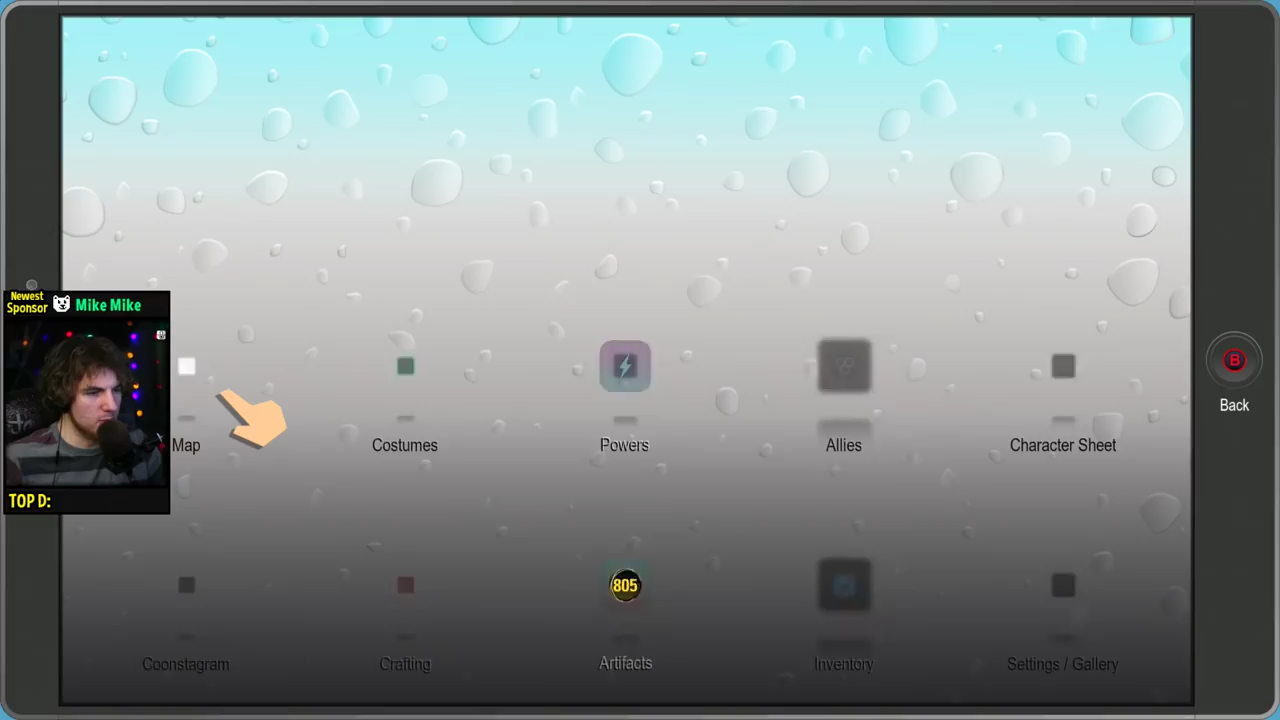 Newest
Sponsor
Mike Mike
TOP D:
Map
Costumes
Powers
Allies
Character Sheet
B
Back
805
Coonstagram
Crafting
Artifacts
Inventory
Settings / Gallery